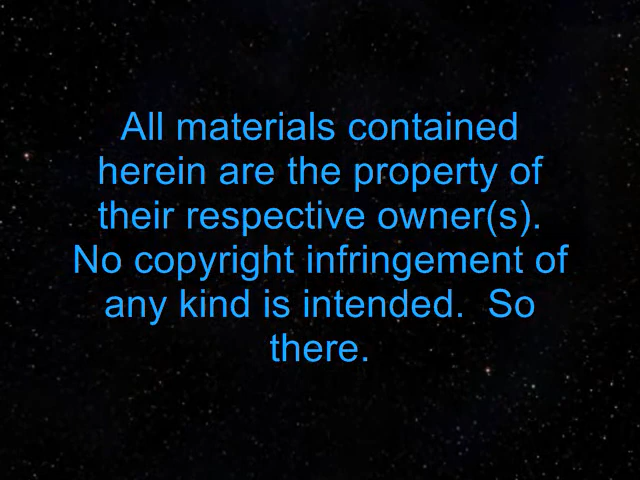 All materials contained
herein are the property of
their respective owner(s).
No copyright infringement of
any kind is intended.  So
there.